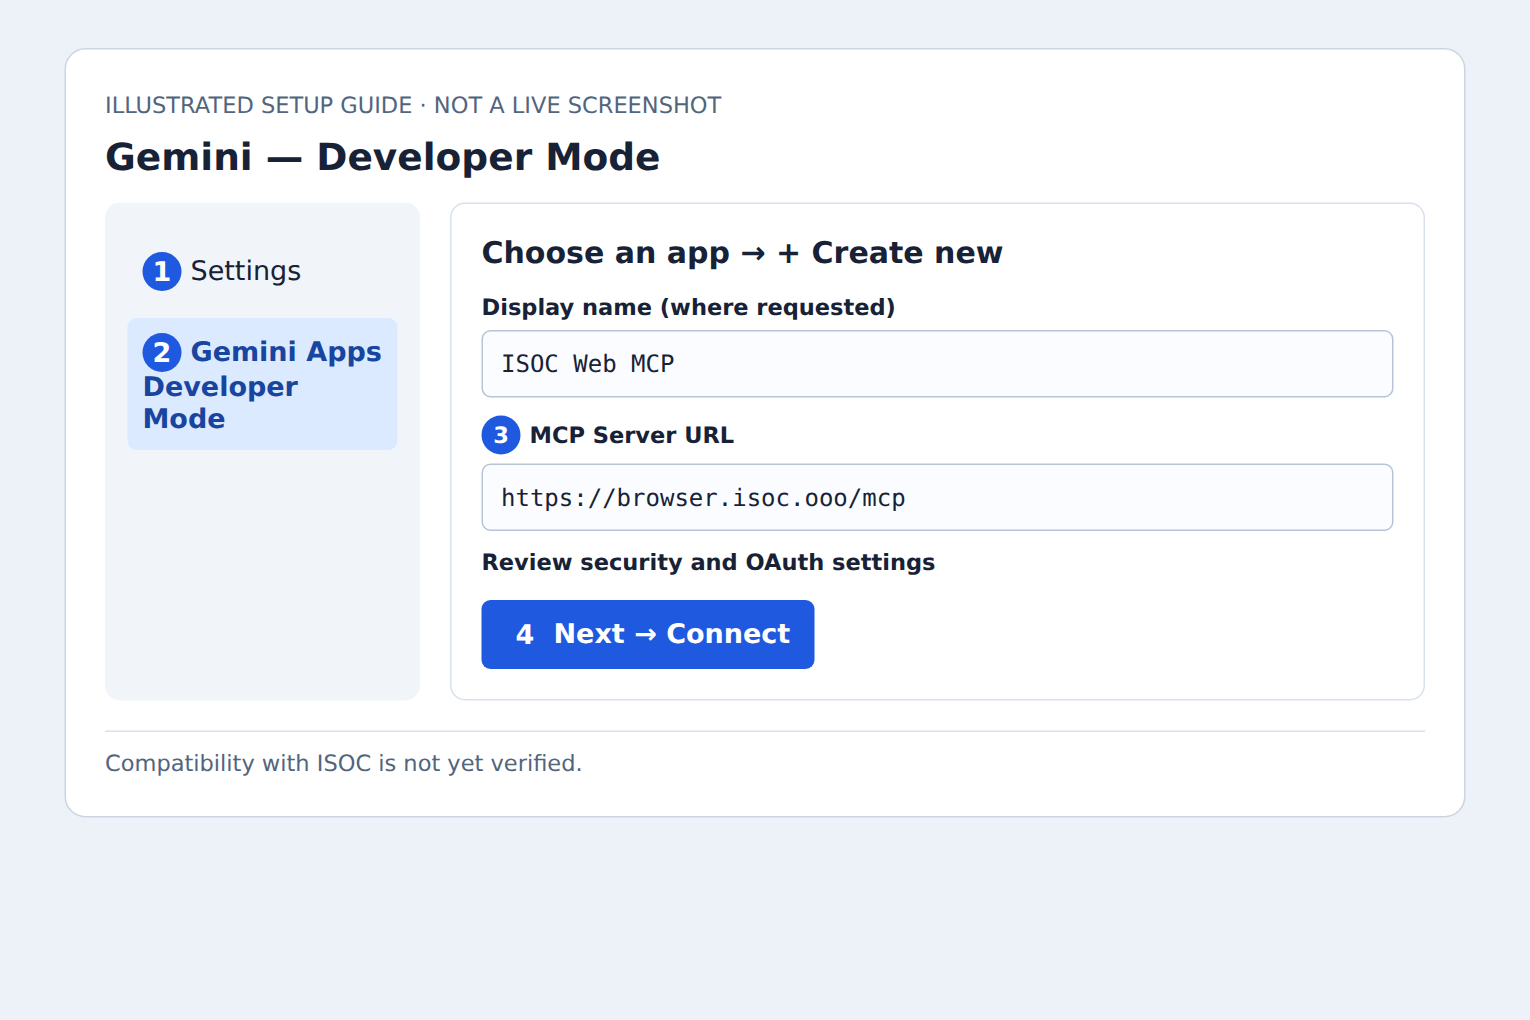 ILLUSTRATED SETUP GUIDE · NOT A LIVE SCREENSHOT
Gemini — Developer Mode
1 Settings
2 Gemini Apps
Developer
Mode
Choose an app → + Create new
Display name (where requested)
ISOC Web MCP
3 MCP Server URL
https://browser.isoc.ooo/mcp
Review security and OAuth settings
4 Next → Connect
Compatibility with ISOC is not yet verified.